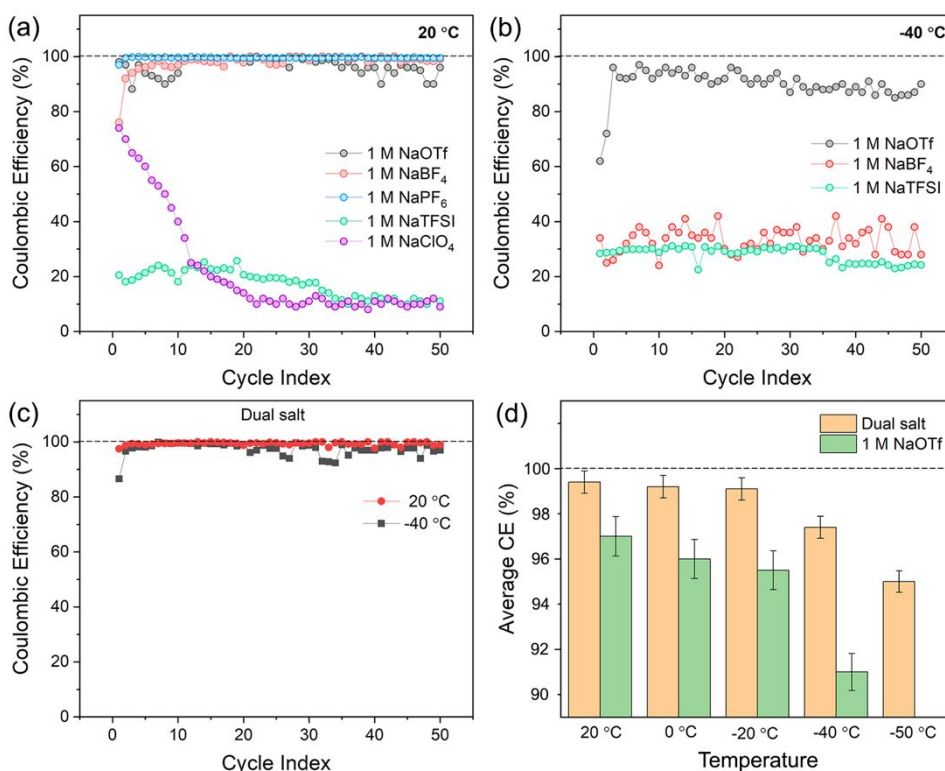 (a)
20 °C
Coulombic Efficiency (%)
100
80
60
40
20
0
1 M NaOTf
1 M NaBF₄
1 M NaPF₆
1 M NaTFSI
1 M NaClO₄
0 10 20 30 40 50
Cycle Index
(b)
-40 °C
Coulombic Efficiency (%)
100
80
60
40
20
0
1 M NaOTf
1 M NaBF₄
1 M NaTFSI
0 10 20 30 40 50
Cycle Index
(c)
Dual salt
Coulombic Efficiency (%)
100
80
60
40
20
0
20 °C
-40 °C
0 10 20 30 40 50
Cycle Index
(d)
Dual salt
1 M NaOTf
Average CE (%)
100
98
96
94
92
90
20 °C 0 °C -20 °C -40 °C -50 °C
Temperature